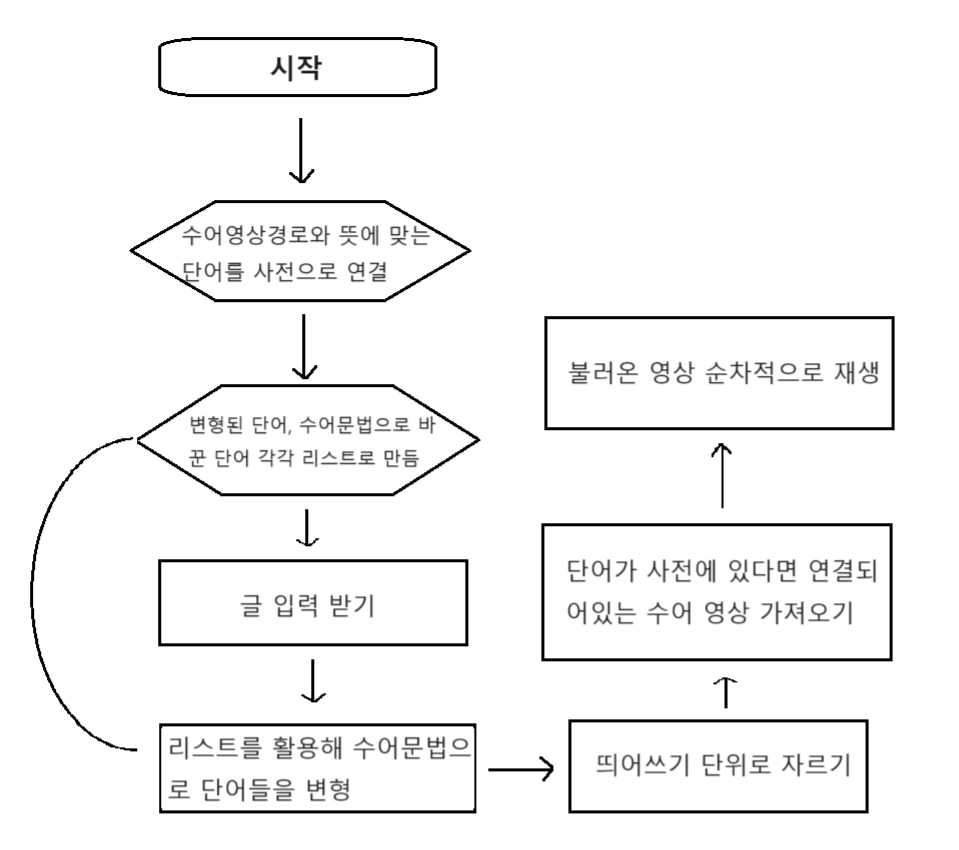 시작
수어영상경로와 뜻에 맞는
단어를 사전으로 연결
변형된 단어, 수어문법으로 바
꾼 단어 각각 리스트로 만듬
글 입력 받기
리스트를 활용해 수어문법으
로 단어들을 변형
띄어쓰기 단위로 자르기
단어가 사전에 있다면 연결되
어있는 수어 영상 가져오기
불러온 영상 순차적으로 재생